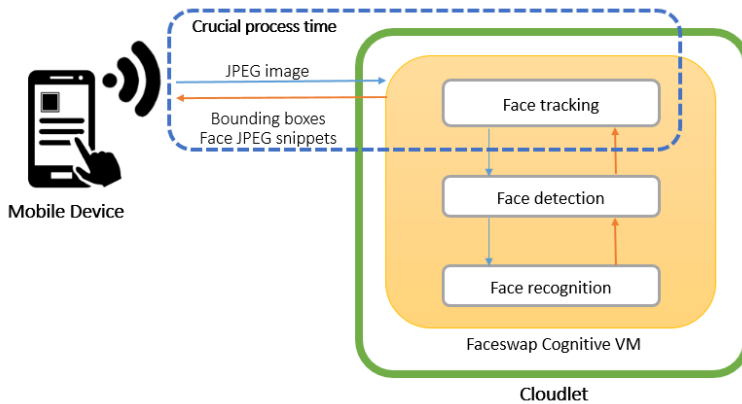 Crucial process time
JPEG image
Face tracking
Bounding boxes
Face JPEG snippets
Mobile Device
Face detection
Face recognition
Faceswap Cognitive VM
Cloudlet